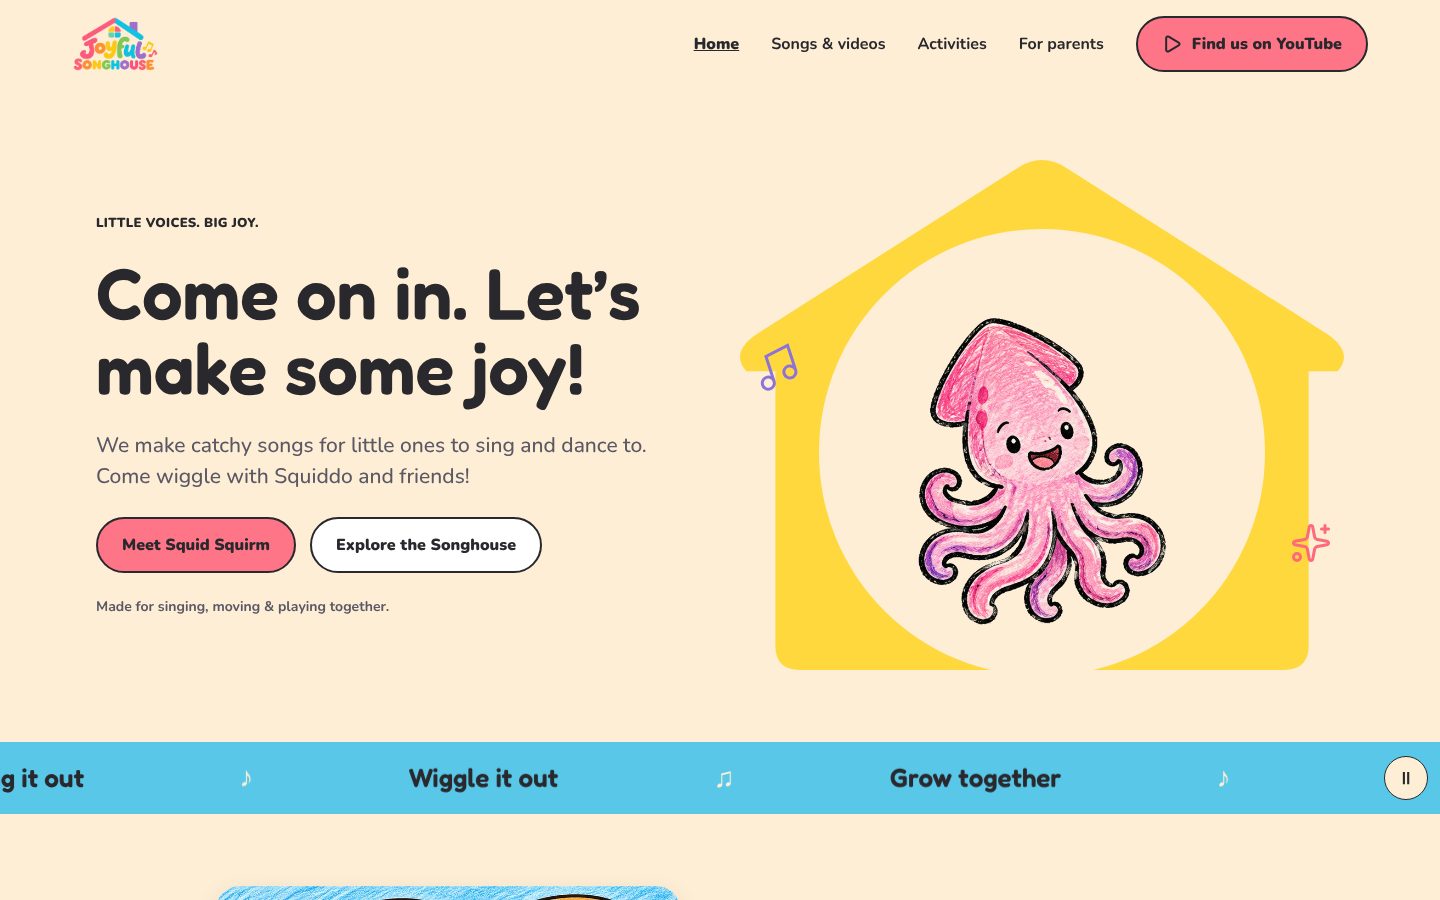 Joyful
SONGHOUSE
Home
Songs & videos
Activities
For parents
Find us on YouTube
LITTLE VOICES. BIG JOY.
Come on in. Let’s
make some joy!
We make catchy songs for little ones to sing and dance to.
Come wiggle with Squiddo and friends!
Meet Squid Squirm
Explore the Songhouse
Made for singing, moving & playing together.
g it out ♪ Wiggle it out ♫ Grow together ♪